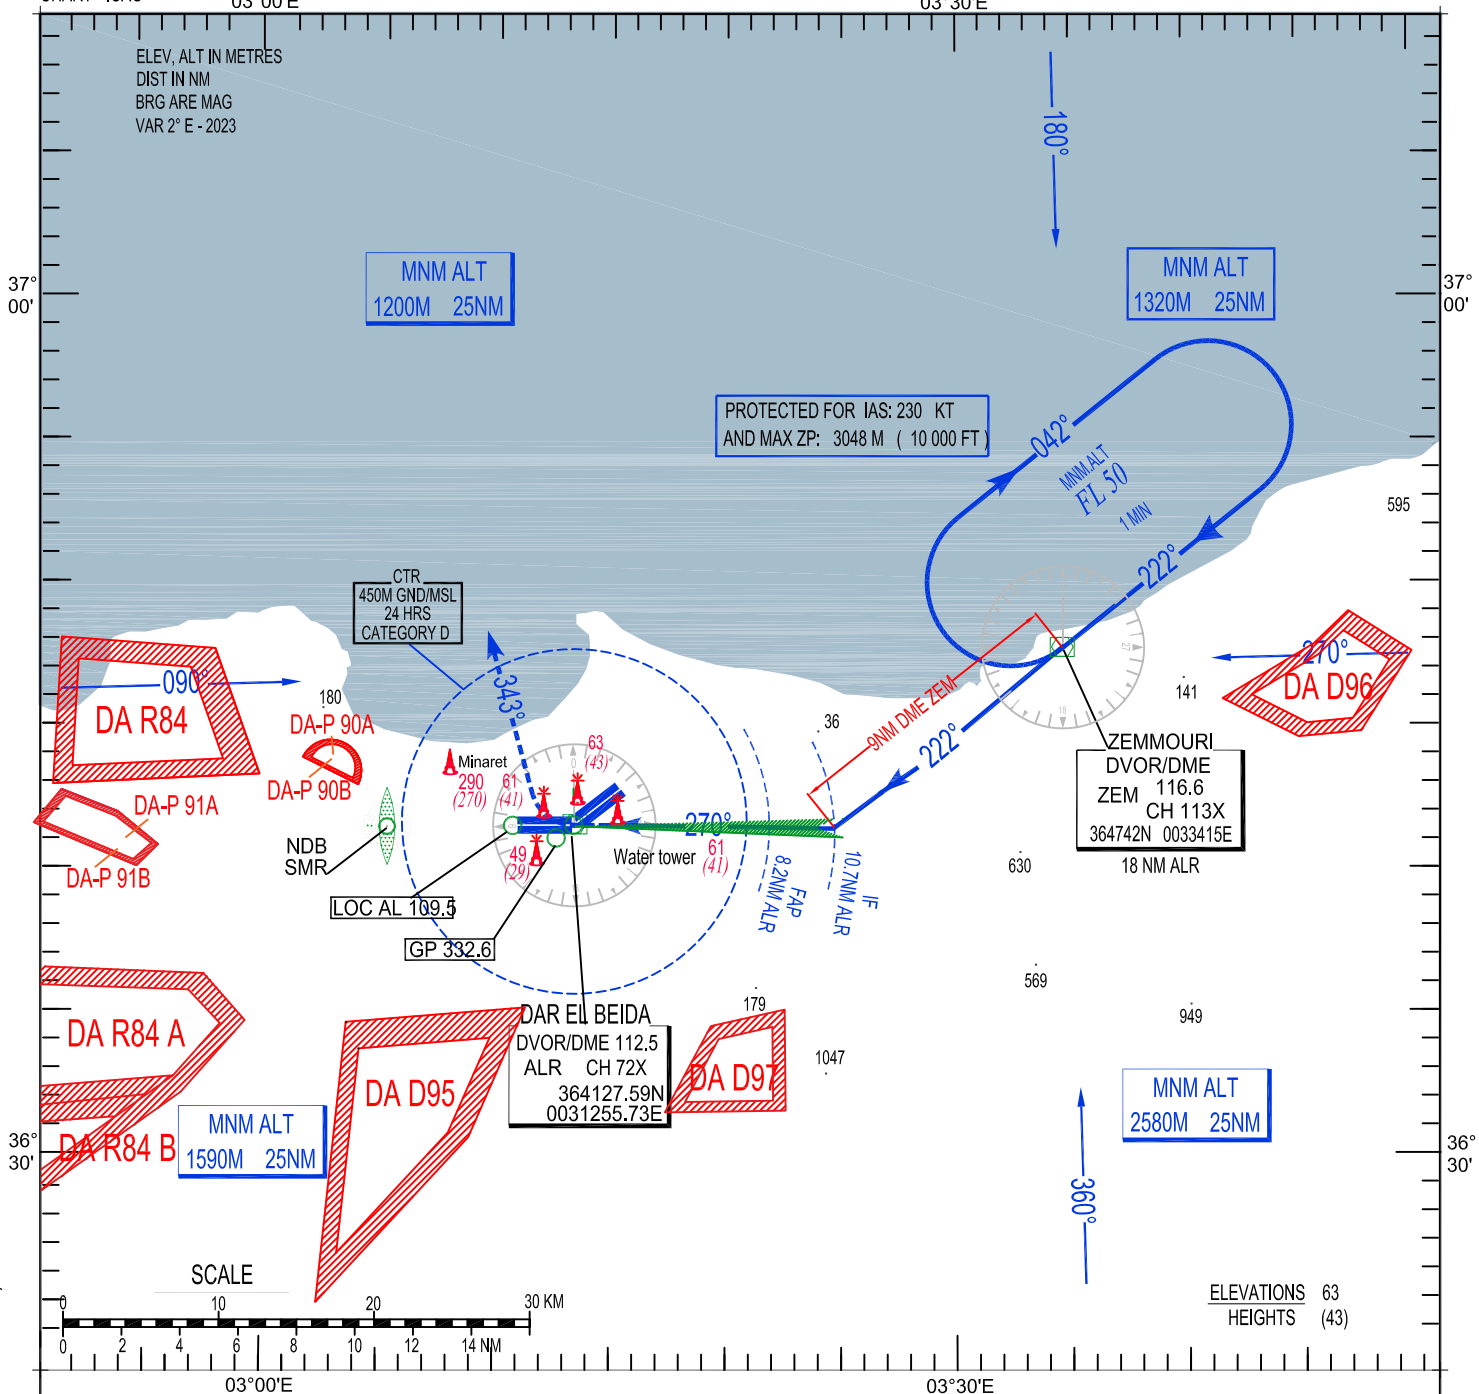 03°00'E
03°30'E
ELEV, ALT IN METRES
DIST IN NM
BRG ARE MAG
VAR 2° E - 2023
180°
37°
00'
MNM ALT
1200M 25NM
MNM ALT
1320M 25NM
37°
00'
PROTECTED FOR IAS: 230 KT
AND MAX ZP: 3048 M ( 10 000 FT )
042°
MNM.ALT
FL 50
1 MIN
222°
595
CTR
450M GND/MSL
24 HRS
CATEGORY D
090°
DA R84
180
DA-P 90A
DA-P 90B
DA-P 91A
DA-P 91B
343°
Minaret
290
(270)
61
(41)
63
(43)
49
(29)
270°
Water tower
61
(41)
36
9NM DME ZEM
222°
27
18
141
270°
DA D96
ZEMMOURI
DVOR/DME
ZEM 116.6
CH 113X
364742N 0033415E
18 NM ALR
NDB
SMR
LOC AL 109.5
GP 332.6
FAP
8.2NM ALR
IF
10.7NM ALR
630
569
949
179
1047
DAR EL BEIDA
DVOR/DME 112.5
ALR CH 72X
364127.59N
0031255.73E
DA R84 A
DA R84 B
DA D95
DA D97
36°
30'
MNM ALT
1590M 25NM
MNM ALT
2580M 25NM
36°
30'
360°
SCALE
0 10 20 30 KM
0 2 4 6 8 10 12 14 NM
ELEVATIONS 63
HEIGHTS (43)
03°00'E
03°30'E